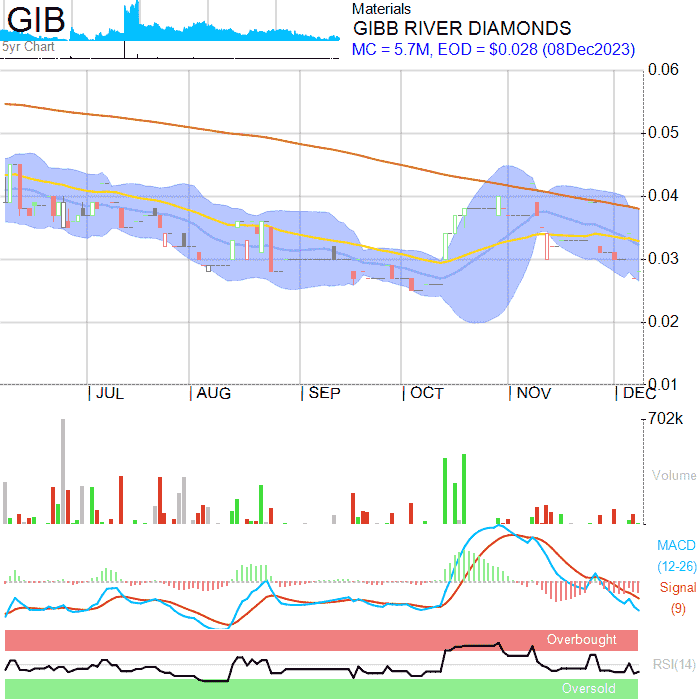 GIB
5yr Chart
Materials
GIBB RIVER DIAMONDS
MC = 5.7M, EOD = $0.028 (08Dec2023)
0.06
0.05
0.04
0.03
0.02
0.01
JUL AUG SEP OCT NOV DEC
702k
Volume
MACD
(12-26)
Signal
(9)
Overbought
RSI(14)
Oversold